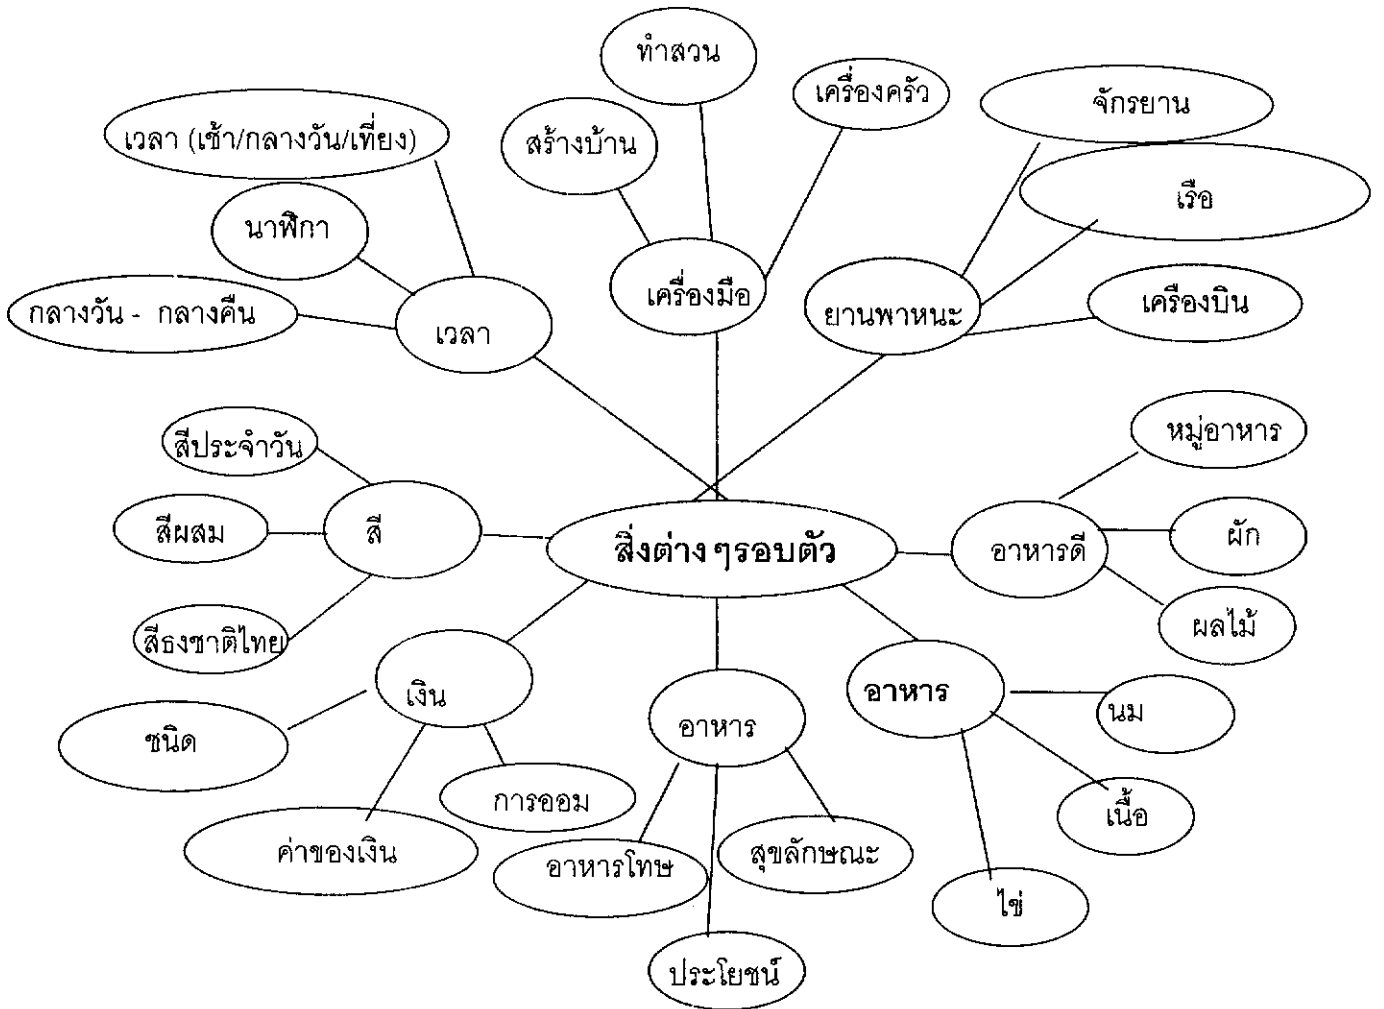 ทำสวน
เครื่องครัว
จักรยาน
เวลา (เช้า/กลางวัน/เที่ยง)
สร้างบ้าน
เรือ
นาฬิกา
เครื่องมือ
กลางวัน - กลางคืน
เวลา
ยานพาหนะ
เครืองบิน
สีประจำวัน
หมู่อาหาร
สีผสม
สี
สิ่งต่าง ๆรอบตัว
อาหารดี
ผัก
สีธงชาติไทย
ผลไม้
เงิน
อาหาร
อาหาร
นม
ชนิด
การออม
เนื้อ
ค่าของเงิน
อาหารโทษ
สุขลักษณะ
ไข่
ประโยชน์